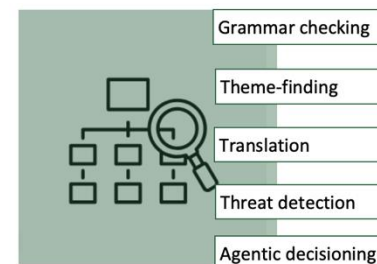 Grammar checking
Theme-finding
Translation
Threat detection
Agentic decisioning